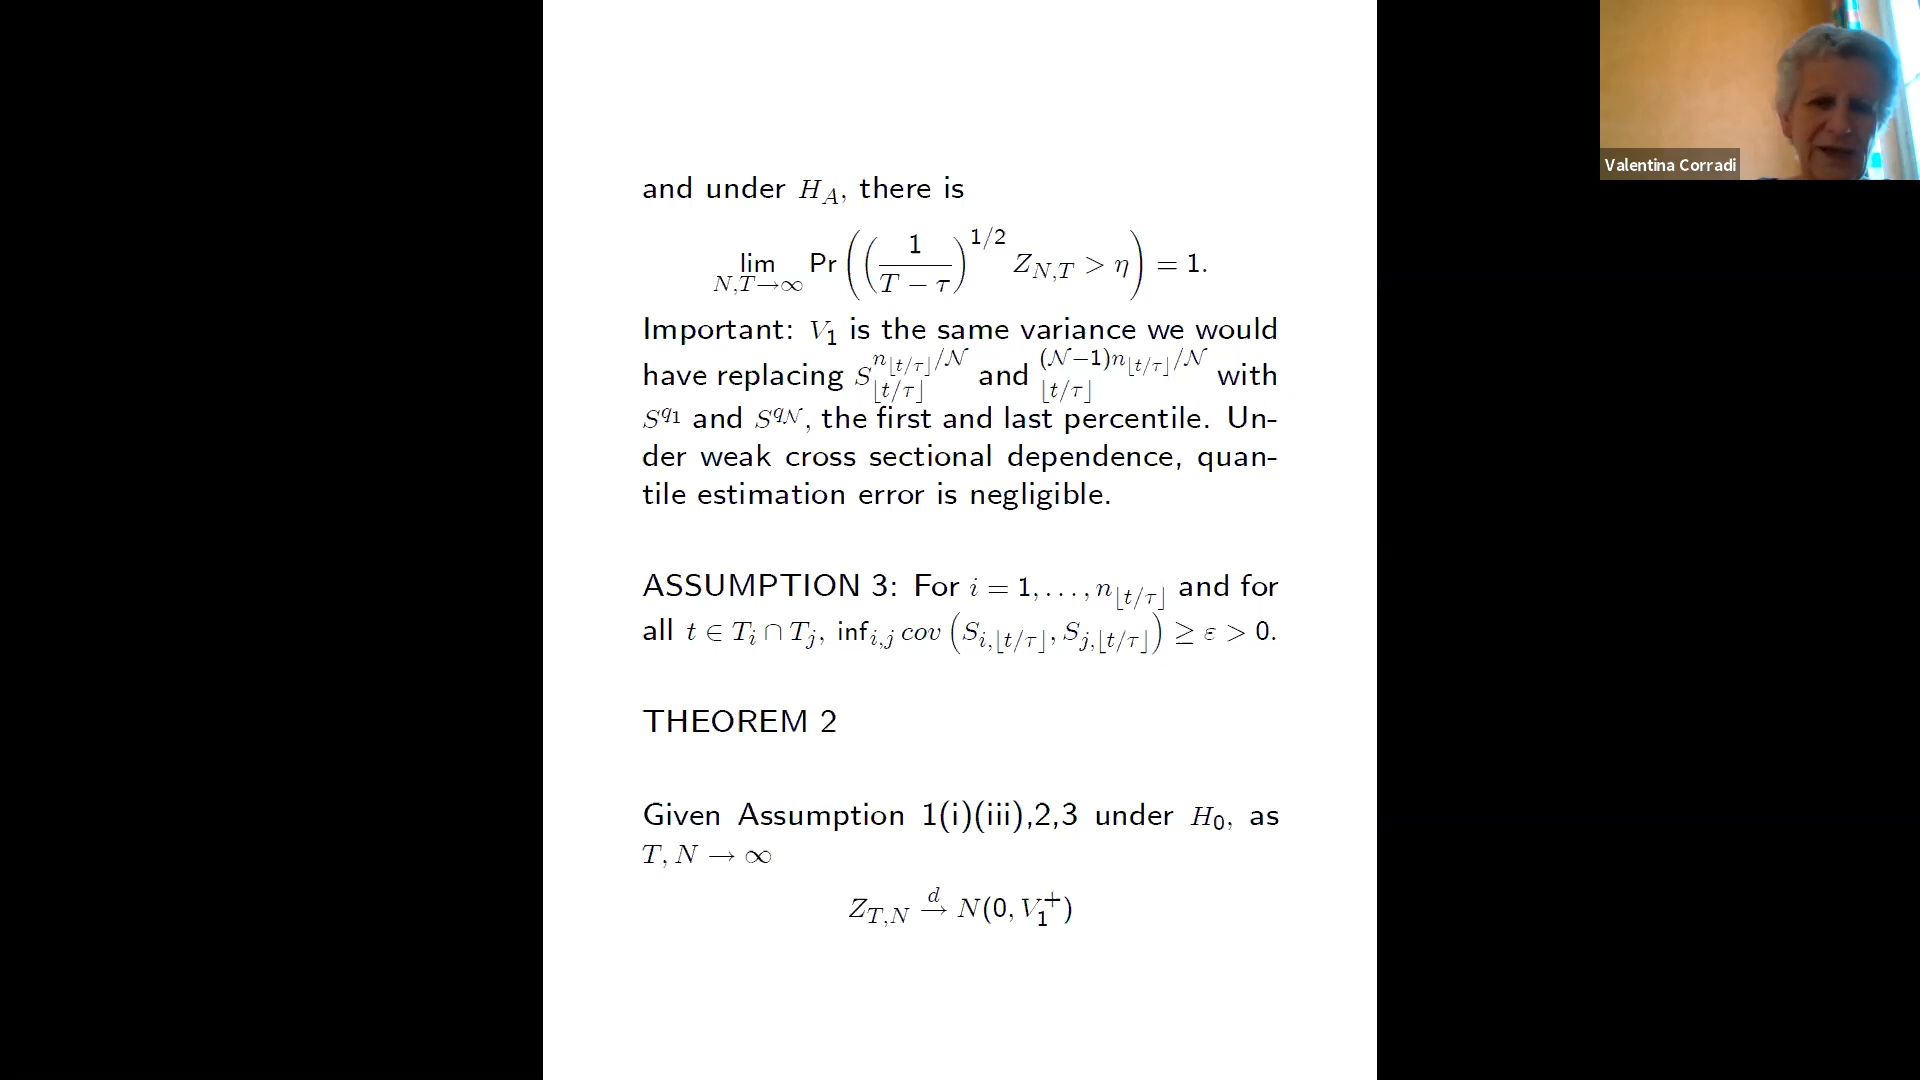 and under $H_A$, there is
$\lim_{N,T\to\infty} \Pr\left(\left(\frac{1}{T-\tau}\right)^{1/2} Z_{N,T} > \eta\right) = 1.$
Important: $V_1$ is the same variance we would
have replacing $S_{\lfloor t/\tau \rfloor}^{n_{\lfloor t/\tau \rfloor}/\mathcal{N}}$ and ${}_{\lfloor t/\tau \rfloor}^{(\mathcal{N}-1)n_{\lfloor t/\tau \rfloor}/\mathcal{N}}$ with
$S^{q_1}$ and $S^{q_{\mathcal{N}}}$, the first and last percentile. Un-
der weak cross sectional dependence, quan-
tile estimation error is negligible.
ASSUMPTION 3: For $i = 1, \ldots, n_{\lfloor t/\tau \rfloor}$ and for
all $t \in T_i \cap T_j$, $\inf_{i,j} cov\left(S_{i,\lfloor t/\tau \rfloor}, S_{j,\lfloor t/\tau \rfloor}\right) \geq \varepsilon > 0.$
THEOREM 2
Given Assumption 1(i)(iii),2,3 under $H_0$, as
$T, N \to \infty$
$Z_{T,N} \xrightarrow{d} N(0, V_1^+)$
Valentina Corradi